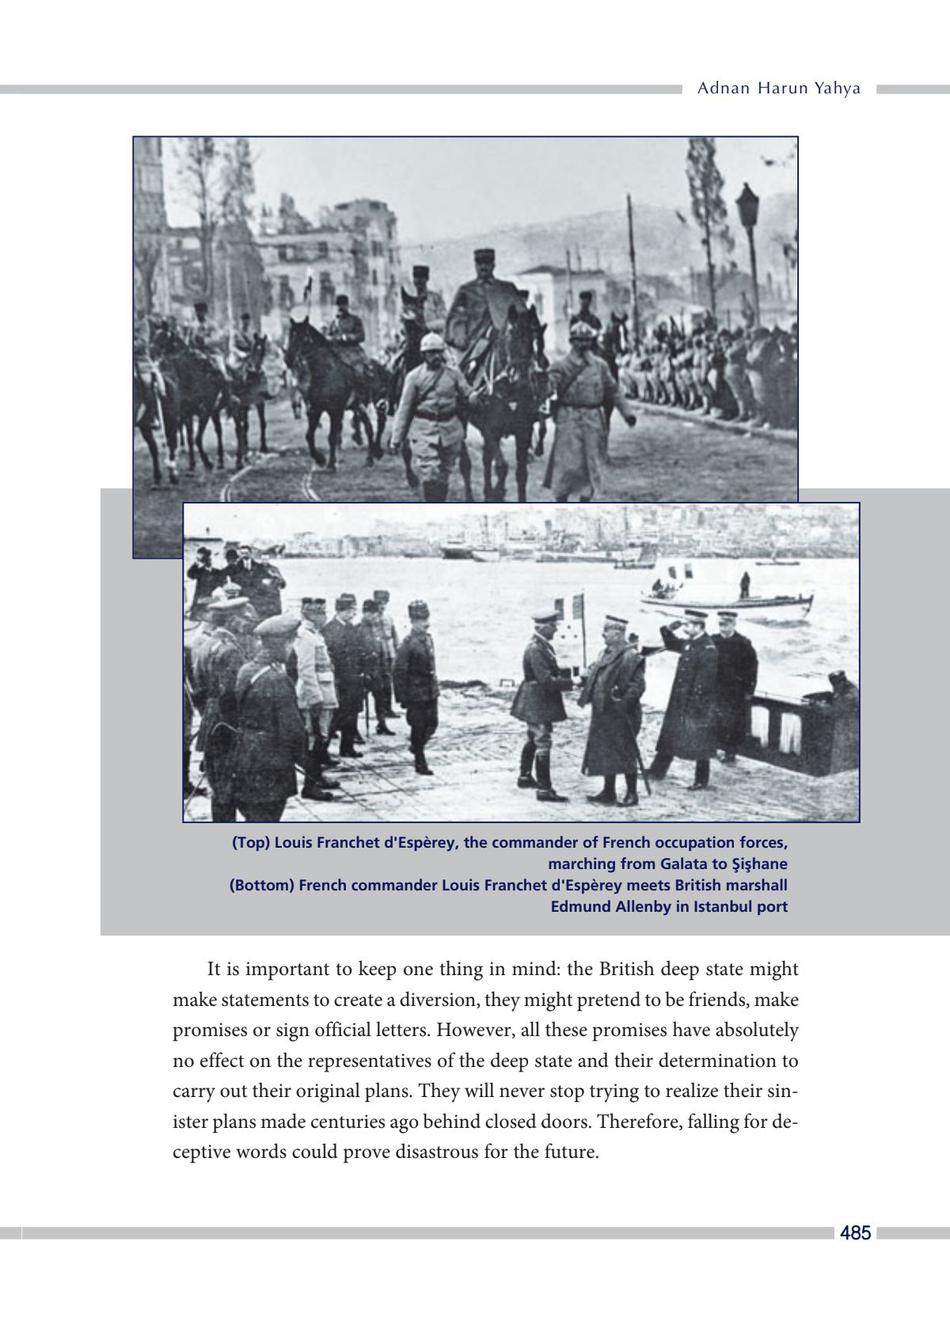 Adnan Harun Yahya
(Top) Louis Franchet d'Espèrey, the commander of French occupation forces,
marching from Galata to Şişhane
(Bottom) French commander Louis Franchet d'Espèrey meets British marshall
Edmund Allenby in Istanbul port
It is important to keep one thing in mind: the British deep state might
make statements to create a diversion, they might pretend to be friends, make
promises or sign official letters. However, all these promises have absolutely
no effect on the representatives of the deep state and their determination to
carry out their original plans. They will never stop trying to realize their sin-
ister plans made centuries ago behind closed doors. Therefore, falling for de-
ceptive words could prove disastrous for the future.
485